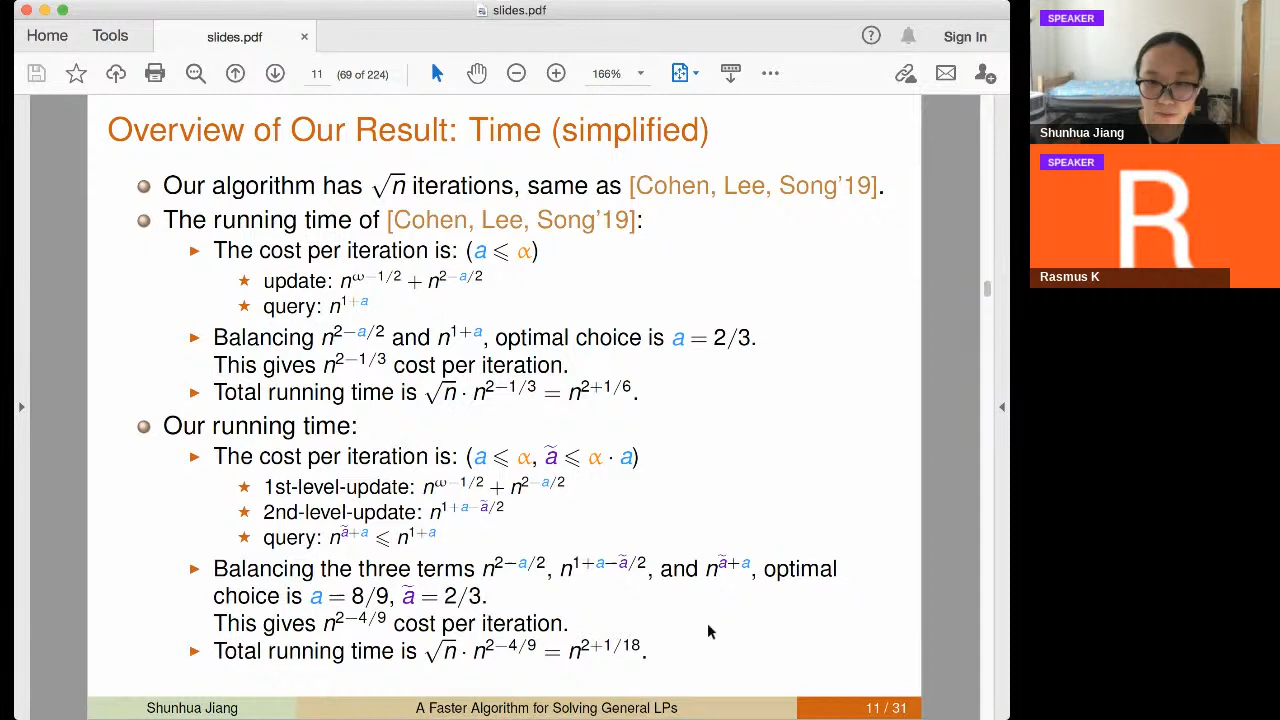 slides.pdf
Home Tools slides.pdf × Sign In
11 (69 of 224) 166%
Overview of Our Result: Time (simplified)
Our algorithm has √n iterations, same as [Cohen, Lee, Song'19].
The running time of [Cohen, Lee, Song'19]:
The cost per iteration is: (a ⩽ α)
★ update: n^{ω−1/2} + n^{2−a/2}
★ query: n^{1+a}
Balancing n^{2−a/2} and n^{1+a}, optimal choice is a = 2/3.
This gives n^{2−1/3} cost per iteration.
Total running time is √n · n^{2−1/3} = n^{2+1/6}.
Our running time:
The cost per iteration is: (a ⩽ α, ã ⩽ α · a)
★ 1st-level-update: n^{ω−1/2} + n^{2−a/2}
★ 2nd-level-update: n^{1+a−ã/2}
★ query: n^{ã+a} ⩽ n^{1+a}
Balancing the three terms n^{2−a/2}, n^{1+a−ã/2}, and n^{ã+a}, optimal
choice is a = 8/9, ã = 2/3.
This gives n^{2−4/9} cost per iteration.
Total running time is √n · n^{2−4/9} = n^{2+1/18}.
Shunhua Jiang A Faster Algorithm for Solving General LPs 11 / 31
SPEAKER
Shunhua Jiang
SPEAKER
R
Rasmus K